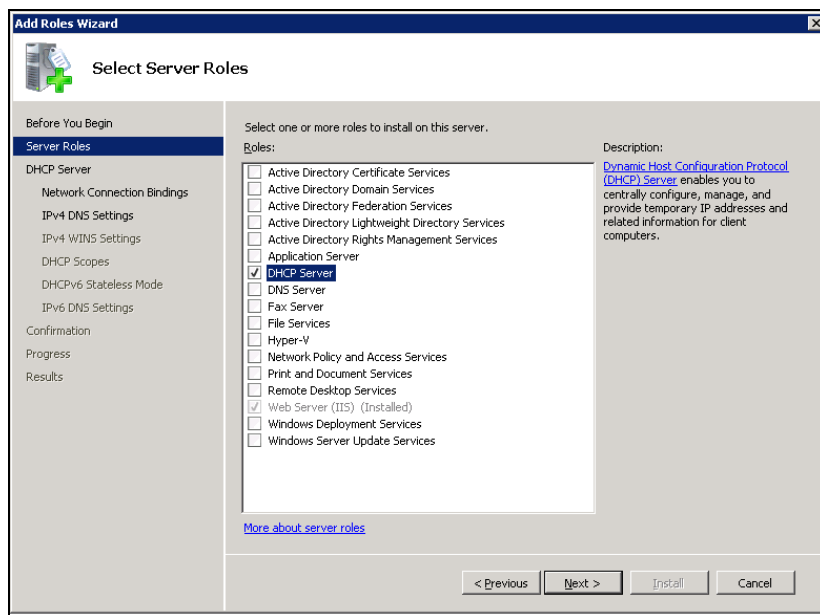 Add Roles Wizard
Select Server Roles
Before You Begin
Server Roles
DHCP Server
Network Connection Bindings
IPv4 DNS Settings
IPv4 WINS Settings
DHCP Scopes
DHCPv6 Stateless Mode
IPv6 DNS Settings
Confirmation
Progress
Results
Select one or more roles to install on this server.
Roles:
Active Directory Certificate Services
Active Directory Domain Services
Active Directory Federation Services
Active Directory Lightweight Directory Services
Active Directory Rights Management Services
Application Server
DHCP Server
DNS Server
Fax Server
File Services
Hyper-V
Network Policy and Access Services
Print and Document Services
Remote Desktop Services
Web Server (IIS) (Installed)
Windows Deployment Services
Windows Server Update Services
More about server roles
Description:
Dynamic Host Configuration Protocol
(DHCP) Server enables you to
centrally configure, manage, and
provide temporary IP addresses and
related information for client
computers.
< Previous
Next >
Install
Cancel